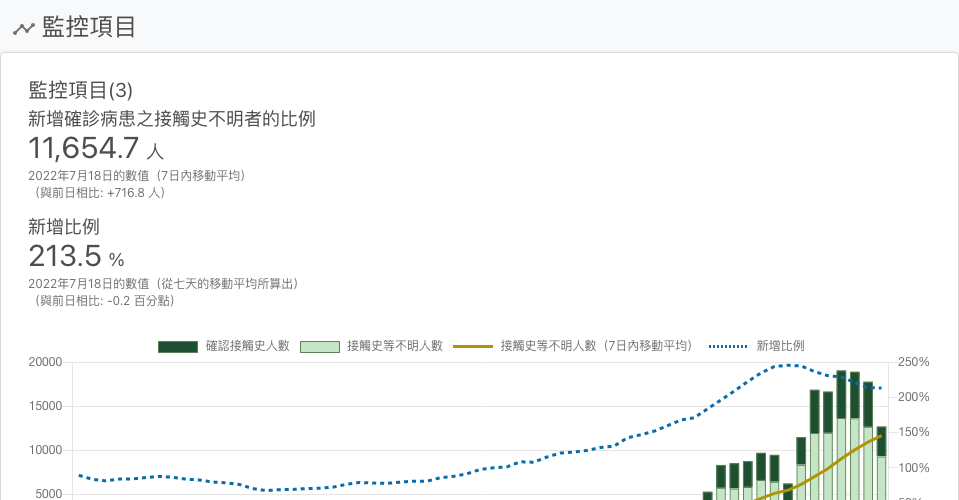 監控項目
監控項目(3)
新增確診病患之接觸史不明者的比例
11,654.7 人
2022年7月18日的數值（7日內移動平均）
（與前日相比: +716.8 人）
新增比例
213.5 %
2022年7月18日的數值（從七天的移動平均所算出）
（與前日相比: -0.2 百分點）
確認接觸史人數 接觸史等不明人數 接觸史等不明人數（7日內移動平均） 新增比例
20000 250%
200%
15000
150%
10000
100%
5000